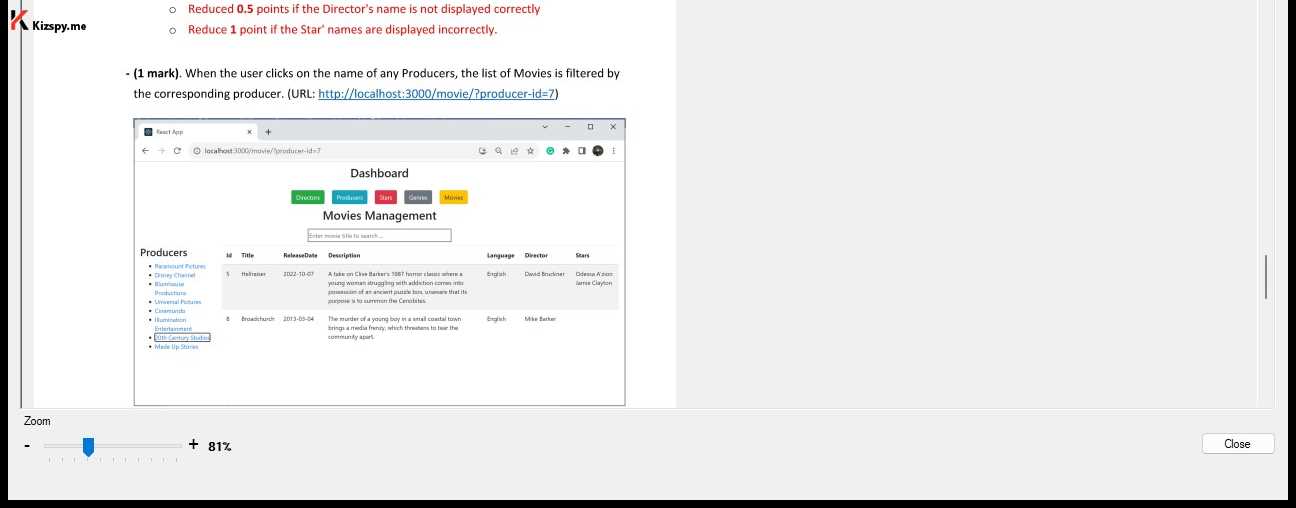 Reduced 0.5 points if the Director's name is not displayed correctly
Kizspy.me
Reduce 1 point if the Star' names are displayed incorrectly.
- (1 mark). When the user clicks on the name of any Producers, the list of Movies is filtered by
the corresponding producer. (URL: http://localhost:3000/movie/?producer-id=7)
React App
localhost:3000/movie/?producer-id=7
Dashboard
Directors Producers Stars Genres Movies
Movies Management
Enter movie title to search ...
Producers
Paramount Pictures
Disney Channel
Blumhouse
Productions
Universal Pictures
Cinemundo
Illumination
Entertainment
20th Century Studios
Made Up Stories
Id Title ReleaseDate Description Language Director Stars
5 Hellraiser 2022-10-07 A take on Clive Barker's 1987 horror classic where a English David Bruckner Odessa A'zion
young woman struggling with addiction comes into Jamie Clayton
possession of an ancient puzzle box, unaware that its
purpose is to summon the Cenobites.
8 Broadchurch 2013-03-04 The murder of a young boy in a small coastal town English Mike Barker
brings a media frenzy, which threatens to tear the
community apart.
Zoom
- + 81%
Close